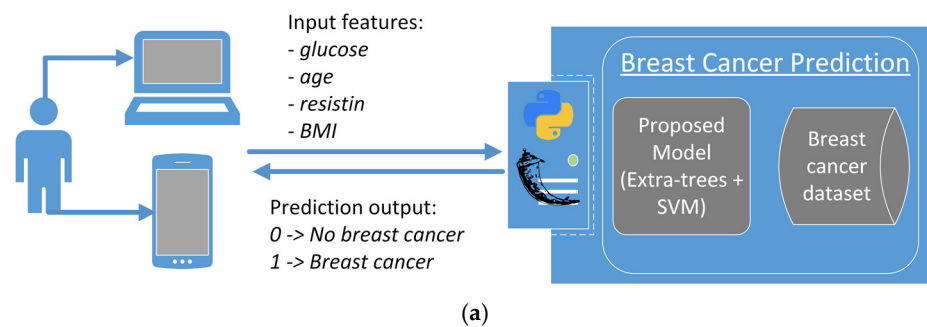 Input features:
- glucose
- age
- resistin
- BMI
Prediction output:
0 -> No breast cancer
1 -> Breast cancer
Breast Cancer Prediction
Proposed
Model
(Extra-trees +
SVM)
Breast
cancer
dataset
(a)